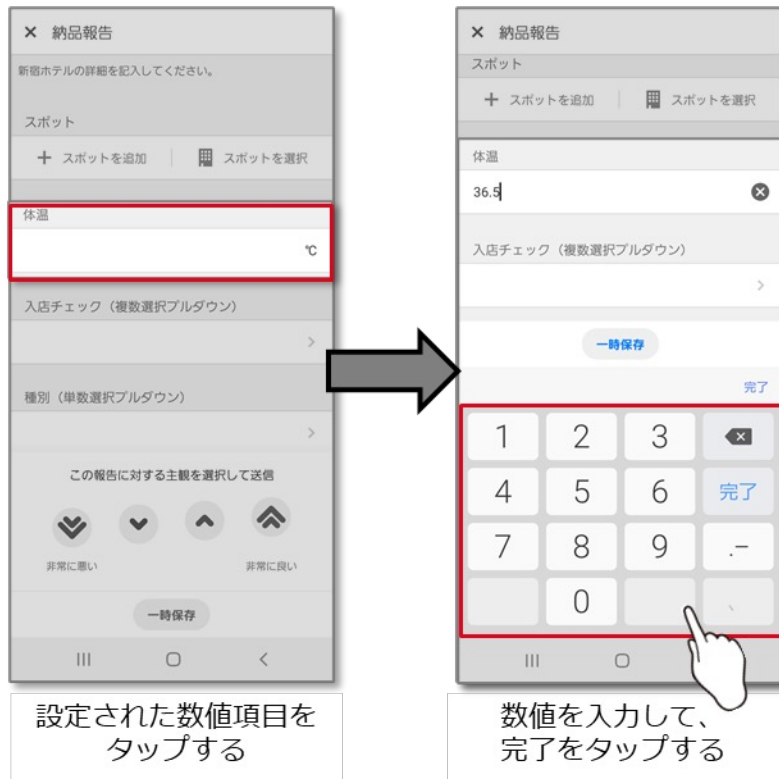 × 納品報告
新宿ホテルの詳細を記入してください。
スポット
+ スポットを追加
スポットを選択
体温
℃
入店チェック（複数選択プルダウン）
種別（単数選択プルダウン）
この報告に対する主観を選択して送信
非常に悪い
非常に良い
一時保存
設定された数値項目を
タップする
× 納品報告
スポット
+ スポットを追加
スポットを選択
体温
36.5
入店チェック（複数選択プルダウン）
一時保存
完了
1 2 3
4 5 6 完了
7 8 9 .-
0 、
数値を入力して、
完了をタップする